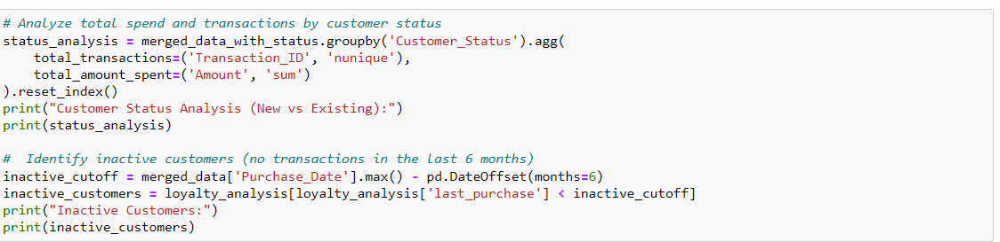 # Analyze total spend and transactions by customer status
status_analysis = merged_data_with_status.groupby('Customer_Status').agg(
    total_transactions=('Transaction_ID', 'nunique'),
    total_amount_spent=('Amount', 'sum')
).reset_index()
print("Customer Status Analysis (New vs Existing):")
print(status_analysis)

#  Identify inactive customers (no transactions in the last 6 months)
inactive_cutoff = merged_data['Purchase_Date'].max() - pd.DateOffset(months=6)
inactive_customers = loyalty_analysis[loyalty_analysis['last_purchase'] < inactive_cutoff]
print("Inactive Customers:")
print(inactive_customers)